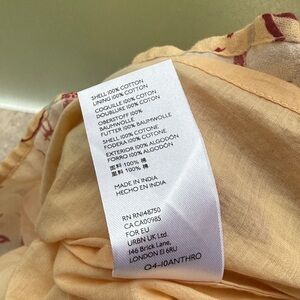 SHELL 100% COTTON
LINING 100% COTTON
COQUILLE 100% COTON
DOUBLURE 100% COTON
OBERSTOFF 100%
BAUMWOLLE
FUTTER 100% BAUMWOLLE
SHELL 100% COTONE
FODERA 100% COTONE
EXTERIOR 100% ALGODÓN
FORRO 100% ALGODÓN
面料 100% 棉
里料 100% 棉
MADE IN INDIA
HECHO EN INDIA
RN RN148750
CA CA00985
FOR EU
URBN UK Ltd.
146 Brick Lane,
LONDON E1 6RU
Q4-10ANTHRO